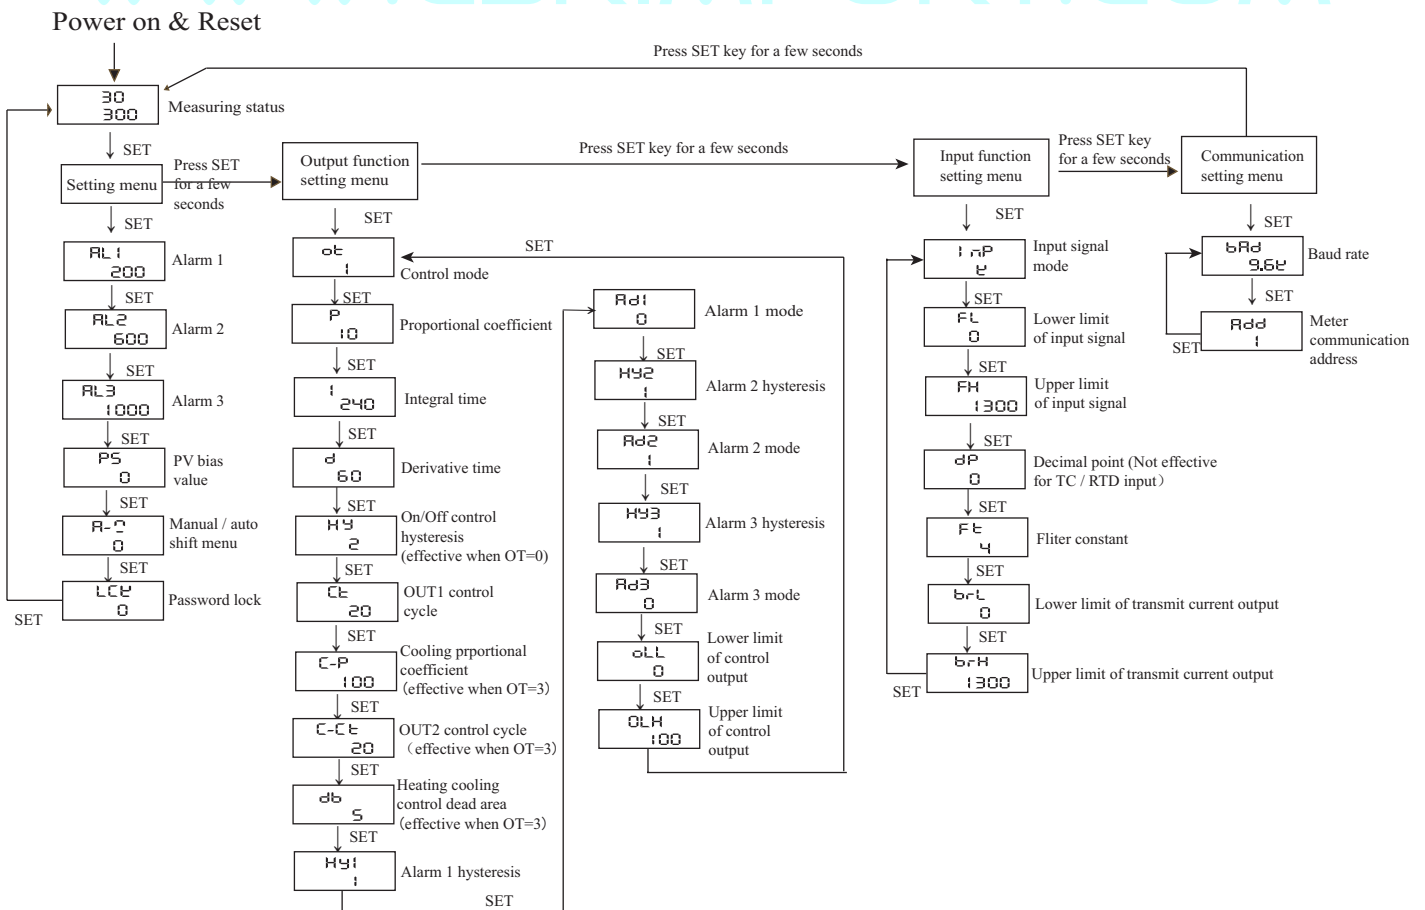 Power on & Reset
Press SET key for a few seconds
30
300
Measuring status
SET
Setting menu
Press SET
for a few
seconds
Output function
setting menu
Press SET key for a few seconds
Input function
setting menu
Press SET key
for a few seconds
Communication
setting menu
SET
AL1
200
Alarm 1
SET
AL2
600
Alarm 2
SET
AL3
1000
Alarm 3
SET
PS
0
PV bias
value
SET
0
Manual / auto
shift menu
SET
LCK
0
Password lock
SET
SET
ot
1
Control mode
SET
SET
P
10
Proportional coefficient
SET
I
240
Integral time
SET
d
60
Derivative time
SET
HY
2
On/Off control
hysteresis
(effective when OT=0)
SET
Ct
20
OUT1 control
cycle
SET
C-P
100
Cooling prportional
coefficient
(effective when OT=3)
SET
C-Ct
20
OUT2 control cycle
(effective when OT=3)
SET
db
5
Heating cooling
control dead area
(effective when OT=3)
SET
HY1
1
Alarm 1 hysteresis
SET
Ad1
0
Alarm 1 mode
SET
HY2
1
Alarm 2 hysteresis
SET
Ad2
1
Alarm 2 mode
SET
HY3
1
Alarm 3 hysteresis
SET
Ad3
0
Alarm 3 mode
SET
oLL
0
Lower limit
of control
output
SET
OLH
100
Upper limit
of control
output
SET
InP
K
Input signal
mode
SET
FL
0
Lower limit
of input signal
SET
FH
1300
Upper limit
of input signal
SET
dP
0
Decimal point (Not effective
for TC / RTD input)
SET
Ft
4
Fliter constant
SET
brL
0
Lower limit of transmit current output
SET
brH
1300
Upper limit of transmit current output
SET
SET
bAd
9.6K
Baud rate
SET
Add
1
Meter
communication
address
SET